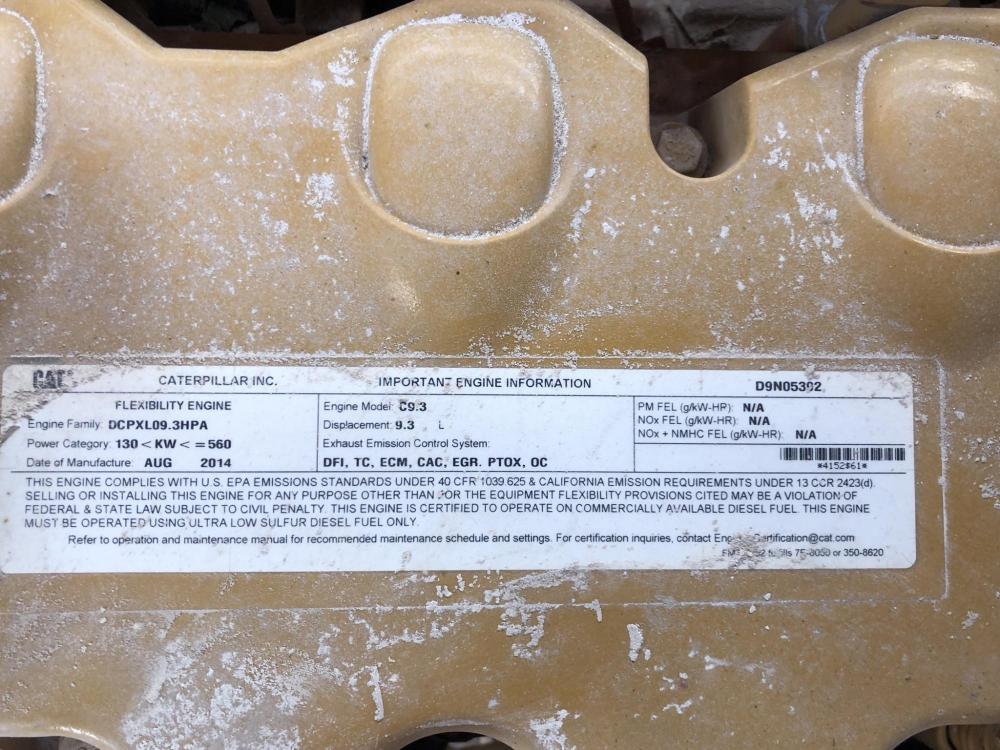 CAT CATERPILLAR INC. IMPORTANT ENGINE INFORMATION D9N05392
FLEXIBILITY ENGINE
Engine Family: DCPXL09.3HPA
Power Category: 130 < KW < = 560
Date of Manufacture: AUG 2014
Engine Model: C9.3
Displacement: 9.3 L
Exhaust Emission Control System:
DFI, TC, ECM, CAC, EGR. PTOX, OC
PM FEL (g/kW-HR): N/A
NOx FEL (g/kW-HR): N/A
NOx + NMHC FEL (g/kW-HR): N/A
THIS ENGINE COMPLIES WITH U.S. EPA EMISSIONS STANDARDS UNDER 40 CFR 1039.625 & CALIFORNIA EMISSION REQUIREMENTS UNDER 13 CCR 2423(d).
SELLING OR INSTALLING THIS ENGINE FOR ANY PURPOSE OTHER THAN FOR THE EQUIPMENT FLEXIBILITY PROVISIONS CITED MAY BE A VIOLATION OF
FEDERAL & STATE LAW SUBJECT TO CIVIL PENALTY. THIS ENGINE IS CERTIFIED TO OPERATE ON COMMERCIALLY AVAILABLE DIESEL FUEL. THIS ENGINE
MUST BE OPERATED USING ULTRA LOW SULFUR DIESEL FUEL ONLY.
Refer to operation and maintenance manual for recommended maintenance schedule and settings. For certification inquiries, contact
or 350-8620